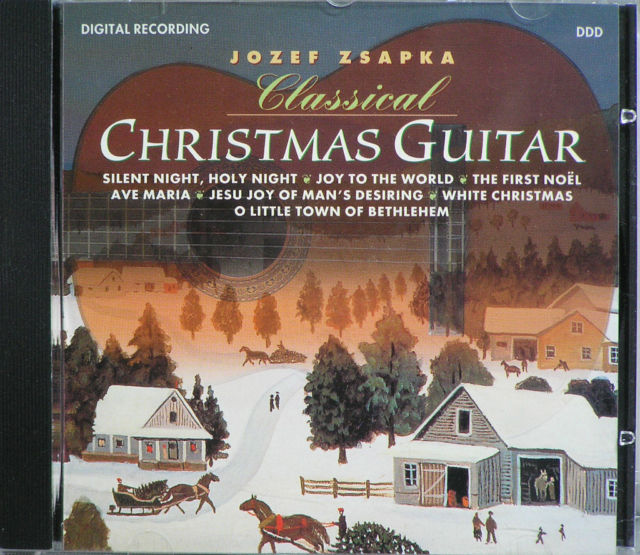 DIGITAL RECORDING
DDD
JOZEF ZSAPKA
Classical
CHRISTMAS GUITAR
SILENT NIGHT, HOLY NIGHT JOY TO THE WORLD THE FIRST NOËL
AVE MARIA JESU JOY OF MAN'S DESIRING WHITE CHRISTMAS
O LITTLE TOWN OF BETHLEHEM